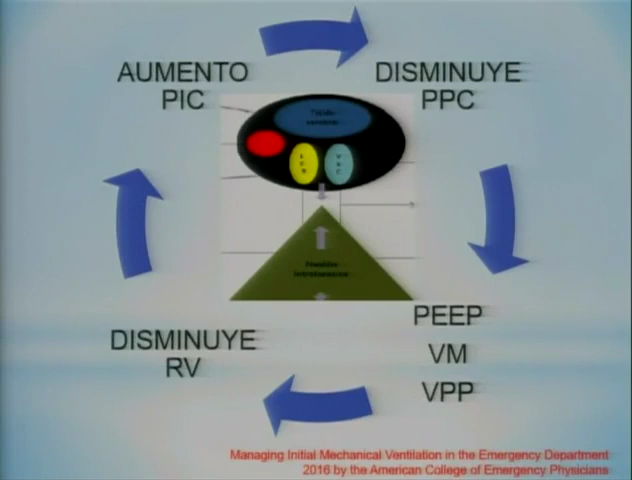 AUMENTO
PIC
DISMINUYE
PPC
PEEP
VM
VPP
DISMINUYE
RV
Managing Initial Mechanical Ventilation in the Emergency Department
2016 by the American College of Emergency Physicians